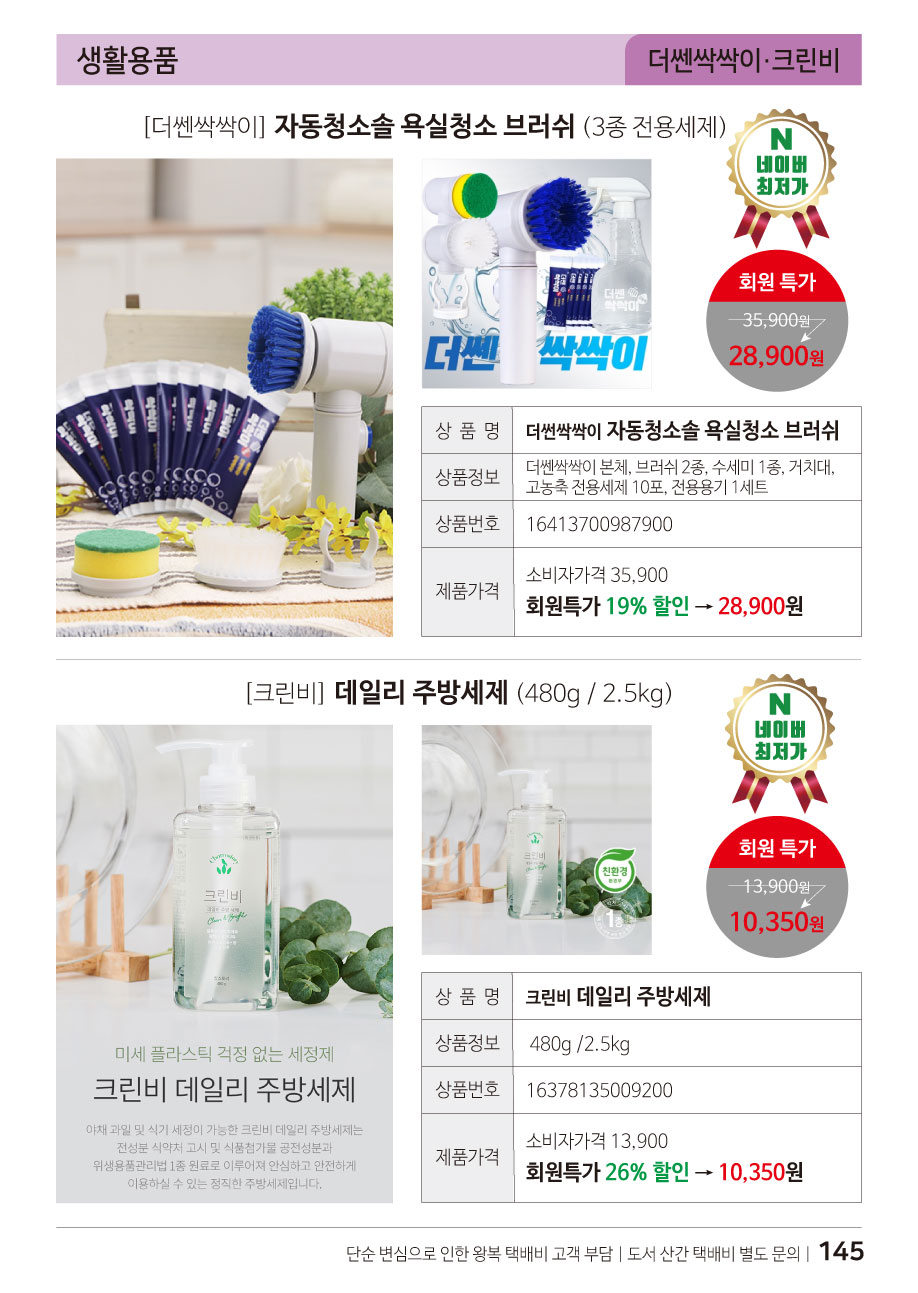 생활용품
더쎈싹싹이·크린비
[더쎈싹싹이] 자동청소솔 욕실청소 브러쉬 (3종 전용세제)
N
네이버
최저가
회원 특가
35,900원
28,900원
더쎈
싹싹이
더쎈 싹싹이
상 품 명
더썬싹싹이 자동청소솔 욕실청소 브러쉬
상품정보
더쎈싹싹이 본체, 브러쉬 2종, 수세미 1종, 거치대,
고농축 전용세제 10포, 전용용기 1세트
상품번호
16413700987900
제품가격
소비자가격 35,900
회원특가 19% 할인 → 28,900원
[크린비] 데일리 주방세제 (480g / 2.5kg)
N
네이버
최저가
회원 특가
13,900원
10,350원
크린비
데일리 주방 세제
Clean & Bright
미세 플라스틱 걱정 없는 세정제
크린비 데일리 주방세제
야채 과일 및 식기 세정이 가능한 크린비 데일리 주방세제는
전성분 식약처 고시 및 식품첨가물 공전성분과
위생용품관리법 1종 원료로 이루어져 안심하고 안전하게
이용하실 수 있는 정직한 주방세제입니다.
크린비
친환경
1종
상 품 명
크린비 데일리 주방세제
상품정보
480g /2.5kg
상품번호
16378135009200
제품가격
소비자가격 13,900
회원특가 26% 할인 → 10,350원
단순 변심으로 인한 왕복 택배비 고객 부담 | 도서 산간 택배비 별도 문의 | 145